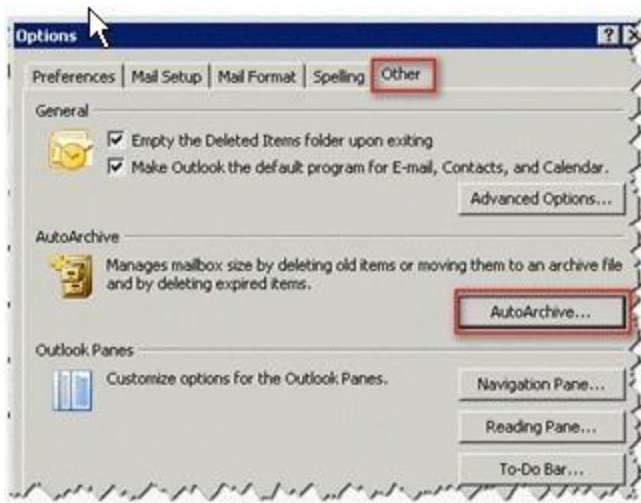 Options
Preferences Mail Setup Mail Format Spelling Other
General
Empty the Deleted Items folder upon exiting
Make Outlook the default program for E-mail, Contacts, and Calendar.
Advanced Options...
AutoArchive
Manages mailbox size by deleting old items or moving them to an archive file
and by deleting expired items.
AutoArchive...
Outlook Panes
Customize options for the Outlook Panes.
Navigation Pane...
Reading Pane...
To-Do Bar...